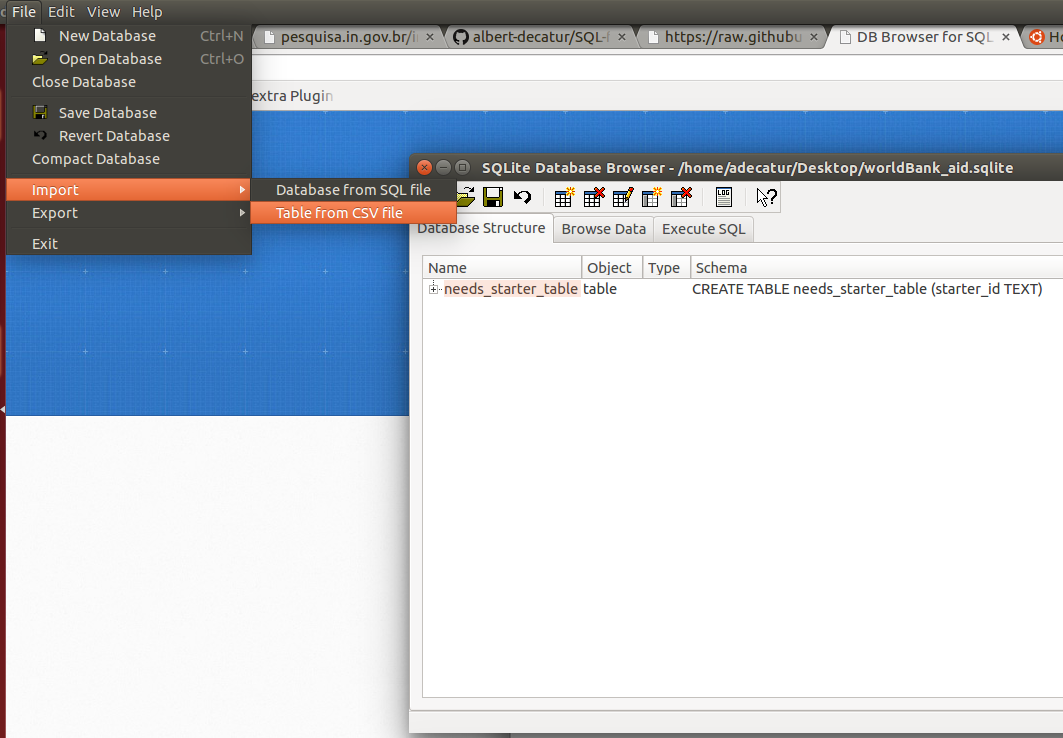 File Edit View Help
New Database Ctrl+N
Open Database Ctrl+O
Close Database
Save Database
Revert Database
Compact Database
Import
Export
Exit
Database from SQL file
Table from CSV file
pesquisa.in.gov.br/i
albert-decatur/SQL-f
https://raw.githubu
DB Browser for SQL
Ho
extra Plugin
SQLite Database Browser - /home/adecatur/Desktop/worldBank_aid.sqlite
LOG
Database Structure Browse Data Execute SQL
Name Object Type Schema
needs_starter_table table CREATE TABLE needs_starter_table (starter_id TEXT)